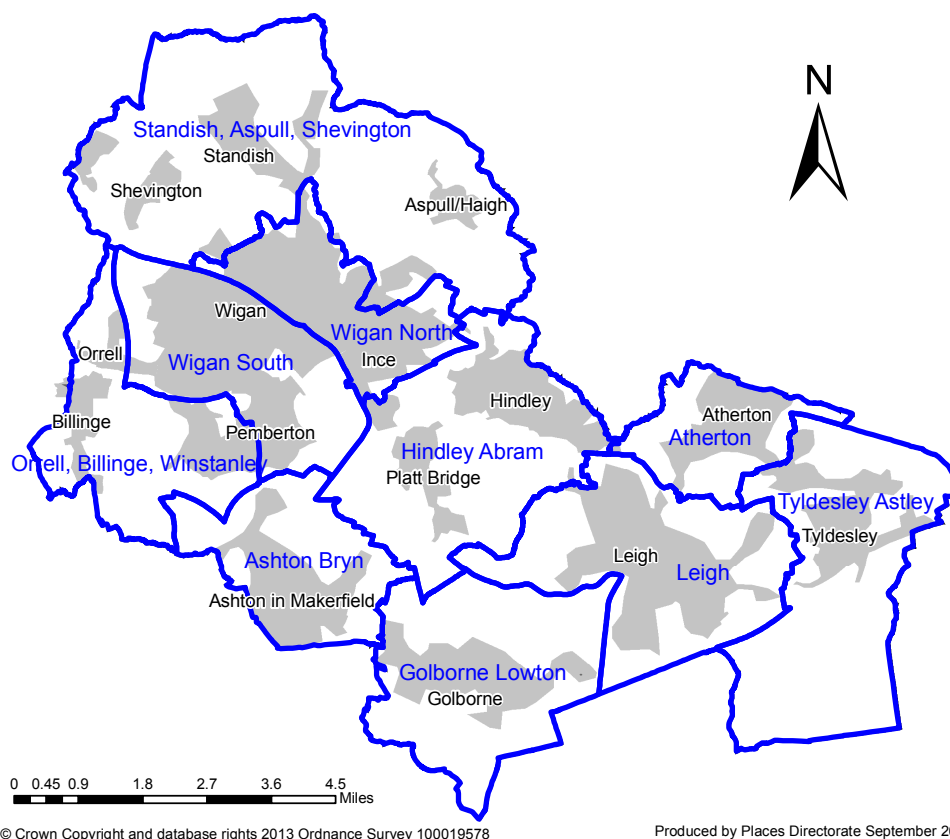 N
Standish, Aspull, Shevington
Standish
Shevington
Aspull/Haigh
Wigan
Wigan North
Orrell
Wigan South
Ince
Hindley
Atherton
Billinge
Pemberton
Atherton
Hindley Abram
Orrell, Billinge, Winstanley
Platt Bridge
Tyldesley Astley
Tyldesley
Ashton Bryn
Leigh
Leigh
Ashton in Makerfield
Golborne Lowton
Golborne
0 0.45 0.9 1.8 2.7 3.6 4.5
Miles
© Crown Copyright and database rights 2013 Ordnance Survey 100019578
Produced by Places Directorate September 2